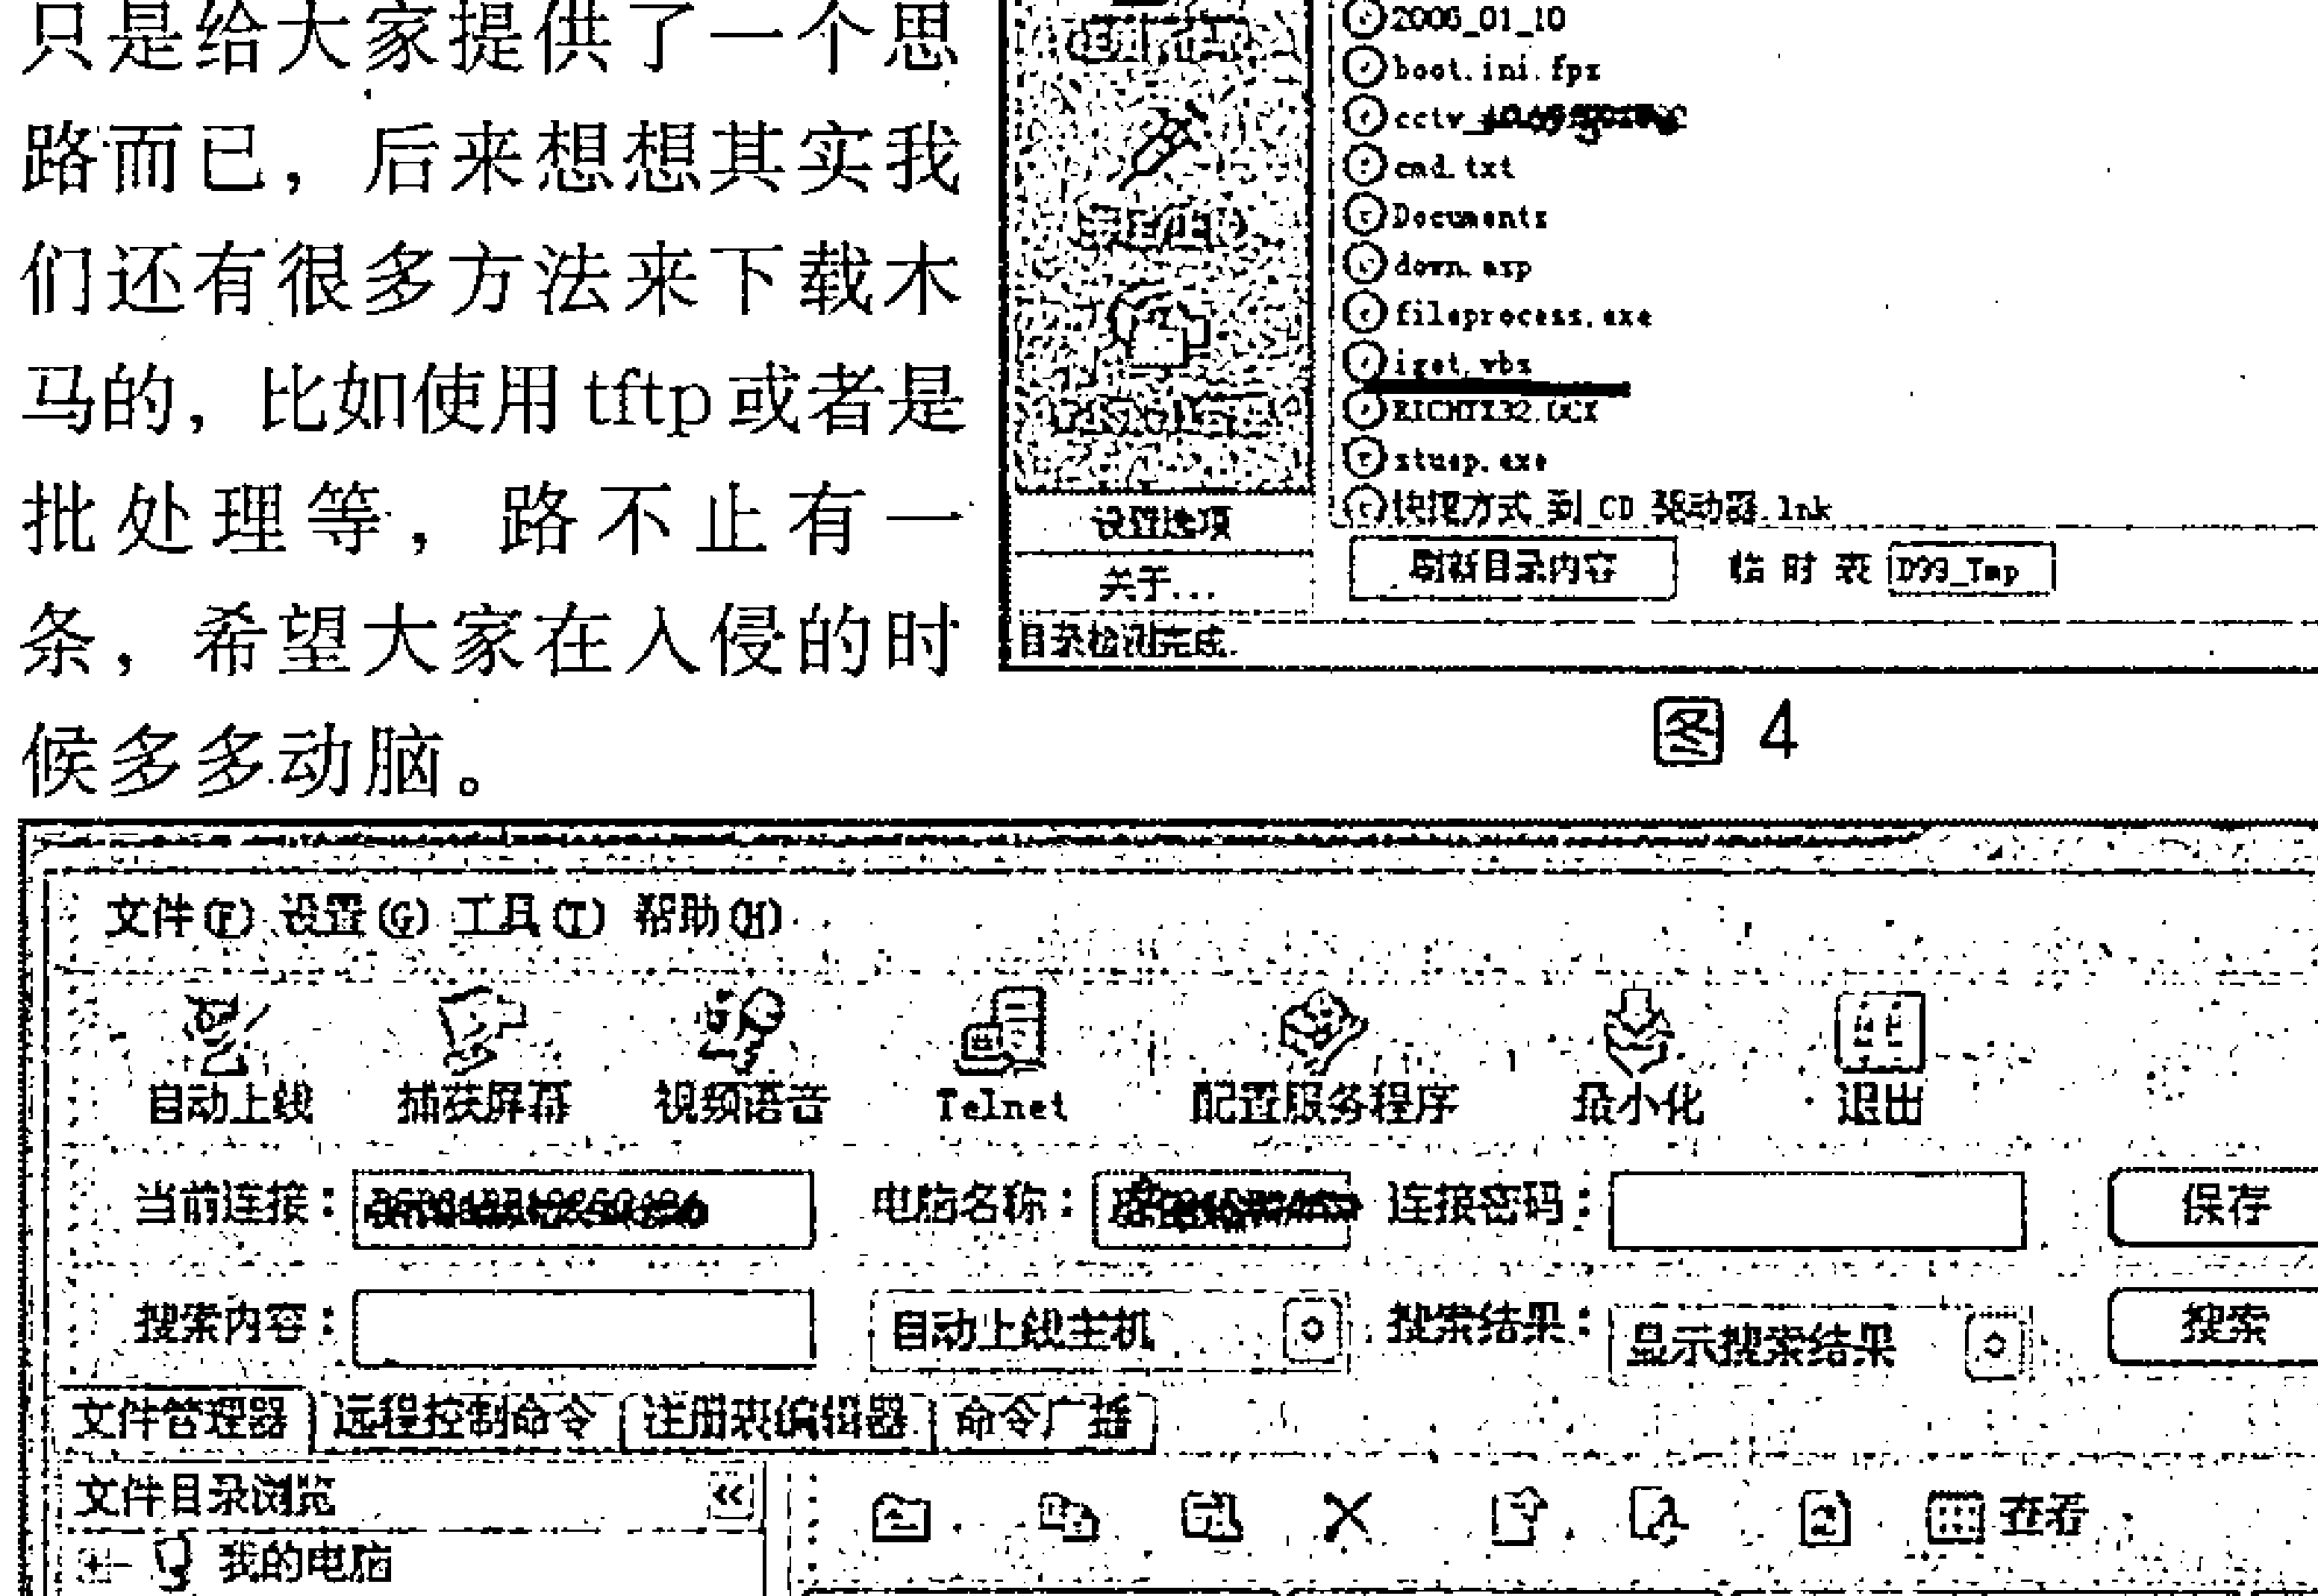 只是给大家提供了一个思
路而已，后来想想其实我
们还有很多方法来下载木
马的，比如使用tftp或者是
批处理等，路不止有一
条，希望大家在入侵的时
候多多动脑。
2006_01_10
boot.ini.fpx
cctv_
cmd.txt
Documents
down.asp
fileprocess.exe
iget.vbs
RICHTX32.OCX
stusp.exe
快捷方式 到 CD 驱动器.lnk
设置选项
关于...
刷新目录内容 临时表 D99_Tmp
目录检测完成.
图 4
文件(F) 设置(G) 工具(T) 帮助(H)
自动上线 捕获屏幕 视频语音 Telnet 配置服务程序 最小化 退出
当前连接： 电脑名称： 连接密码： 保存
搜索内容： 自动上线主机 搜索结果： 显示搜索结果 搜索
文件管理器 远程控制命令 注册表编辑器 命令广播
文件目录浏览 «
我的电脑
查看